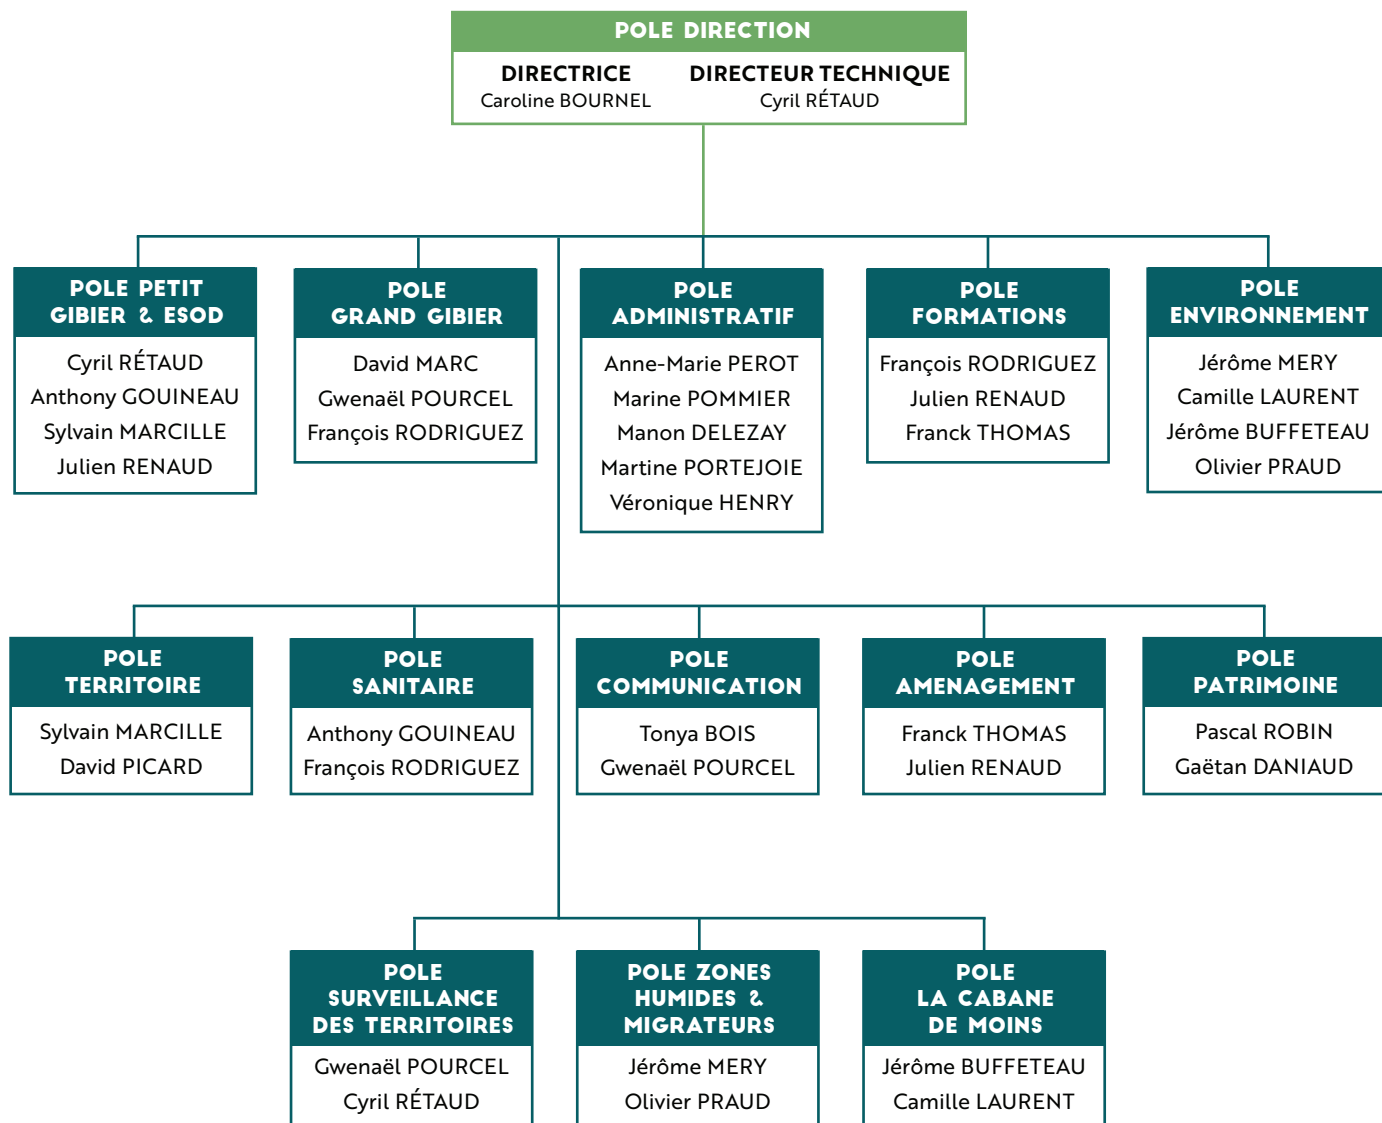 POLE DIRECTION
DIRECTRICE
Caroline BOURNEL
DIRECTEUR TECHNIQUE
Cyril RÉTAUD
POLE PETIT
GIBIER & ESOD
Cyril RÉTAUD
Anthony GOUINEAU
Sylvain MARCILLE
Julien RENAUD
POLE
GRAND GIBIER
David MARC
Gwenaël POURCEL
François RODRIGUEZ
POLE
ADMINISTRATIF
Anne-Marie PEROT
Marine POMMIER
Manon DELEZAY
Martine PORTEJOIE
Véronique HENRY
POLE
FORMATIONS
François RODRIGUEZ
Julien RENAUD
Franck THOMAS
POLE
ENVIRONNEMENT
Jérôme MERY
Camille LAURENT
Jérôme BUFFETEAU
Olivier PRAUD
POLE
TERRITOIRE
Sylvain MARCILLE
David PICARD
POLE
SANITAIRE
Anthony GOUINEAU
François RODRIGUEZ
POLE
COMMUNICATION
Tonya BOIS
Gwenaël POURCEL
POLE
AMENAGEMENT
Franck THOMAS
Julien RENAUD
POLE
PATRIMOINE
Pascal ROBIN
Gaëtan DANIAUD
POLE
SURVEILLANCE
DES TERRITOIRES
Gwenaël POURCEL
Cyril RÉTAUD
POLE ZONES
HUMIDES &
MIGRATEURS
Jérôme MERY
Olivier PRAUD
POLE
LA CABANE
DE MOINS
Jérôme BUFFETEAU
Camille LAURENT